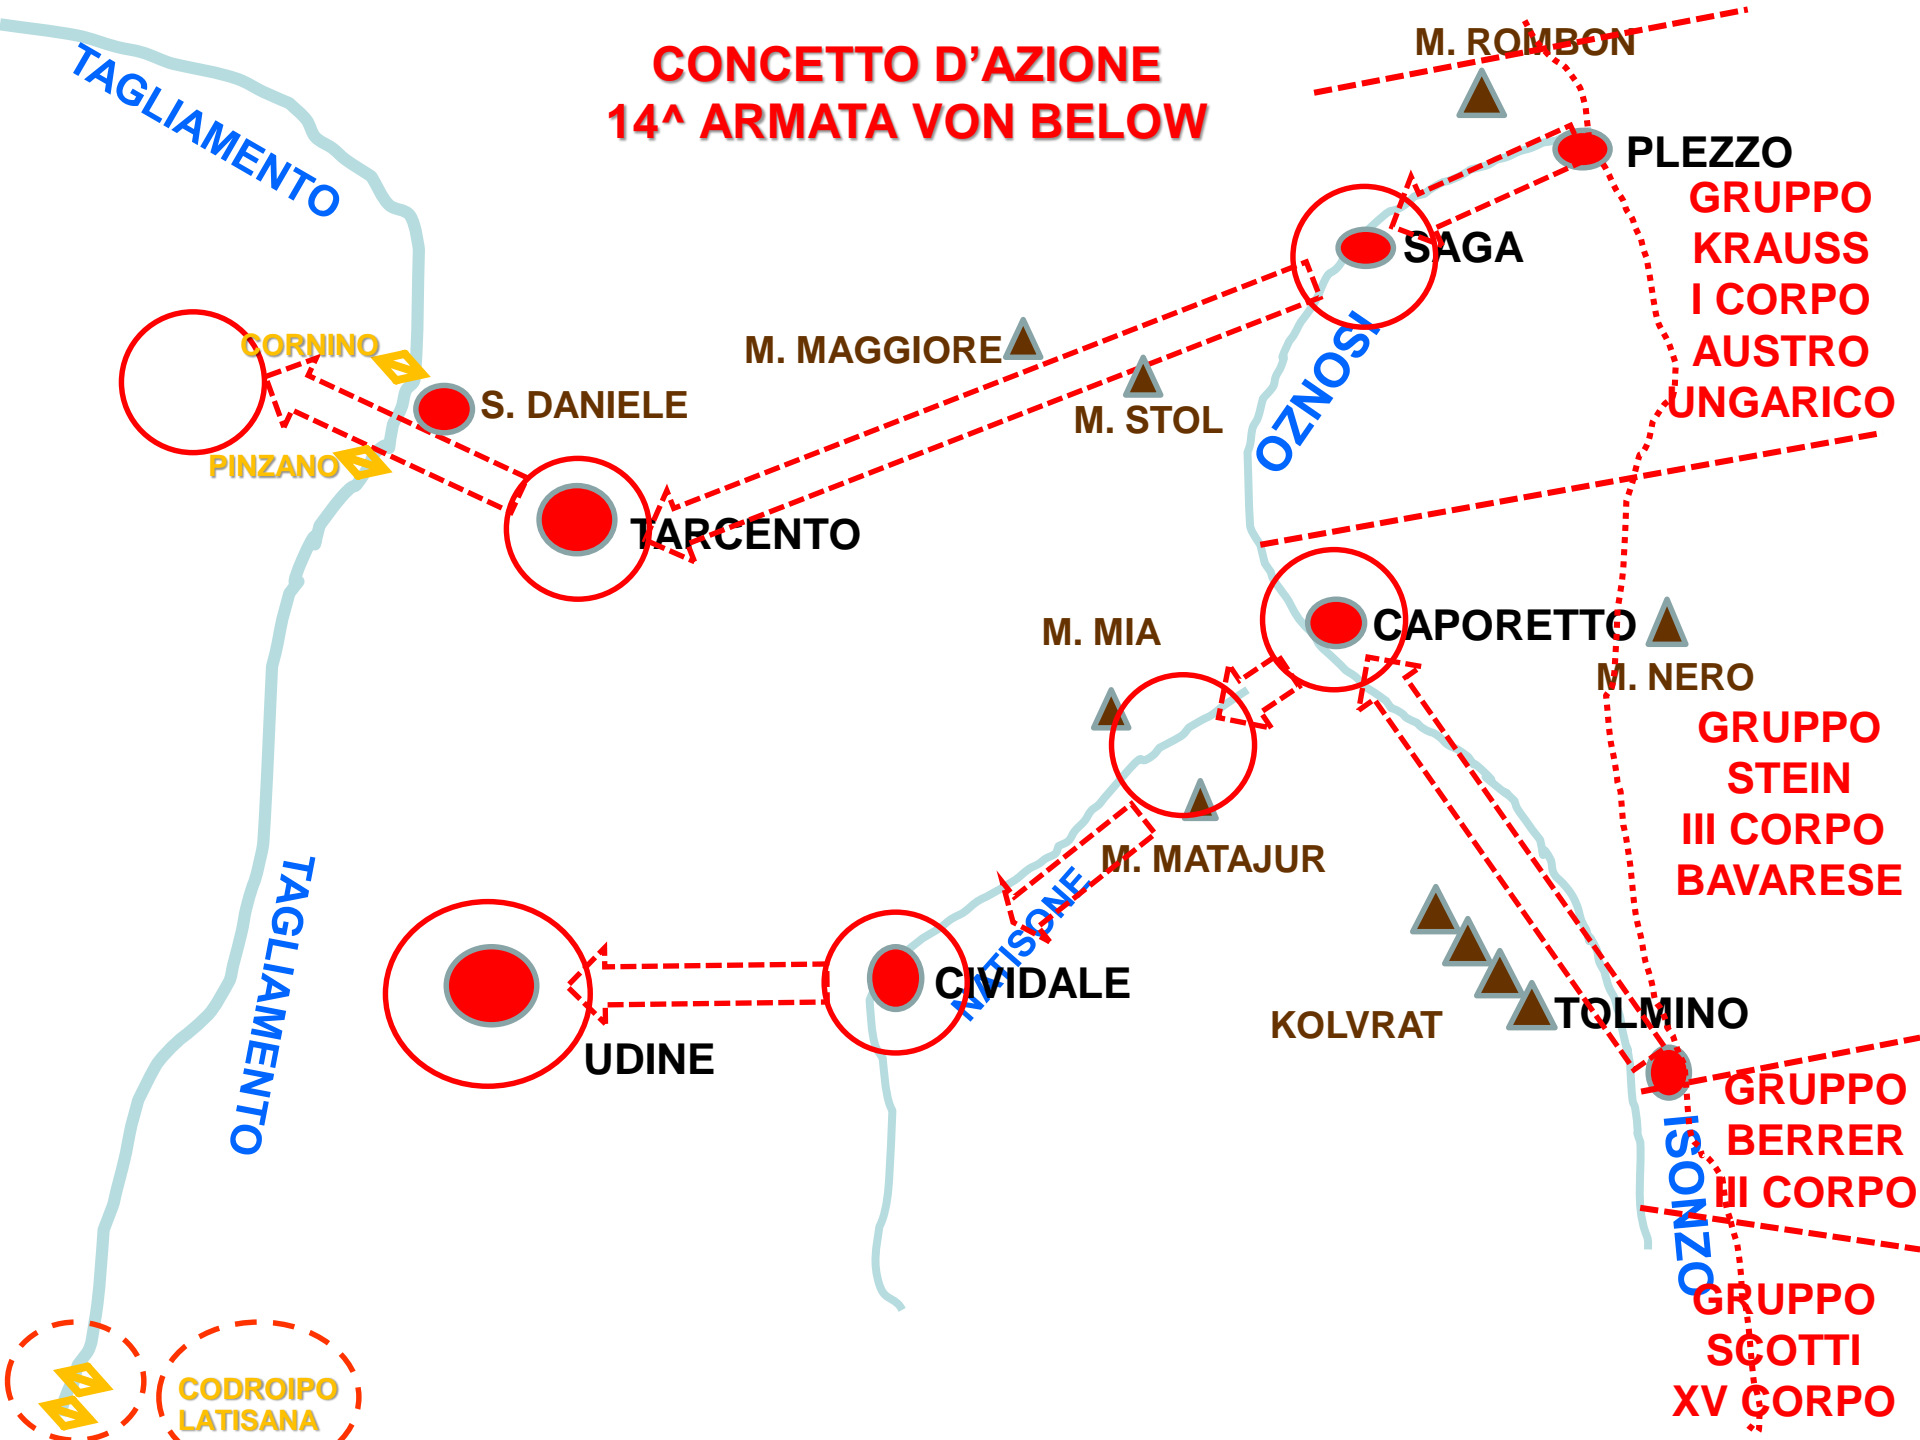 CONCETTO D’AZIONE
14^ ARMATA VON BELOW
M. ROMBON
TAGLIAMENTO
PLEZZO
GRUPPO
KRAUSS
I CORPO
AUSTRO
UNGARICO
SAGA
OZNOSI
CORNINO
M. MAGGIORE
S. DANIELE
M. STOL
PINZANO
TARCENTO
CAPORETTO
M. MIA
M. NERO
GRUPPO
STEIN
III CORPO
BAVARESE
M. MATAJUR
NATISONE
TAGLIAMENTO
CIVIDALE
KOLVRAT
TOLMINO
UDINE
GRUPPO
BERRER
III CORPO
ISONZO
GRUPPO
SCOTTI
XV CORPO
CODROIPO
LATISANA